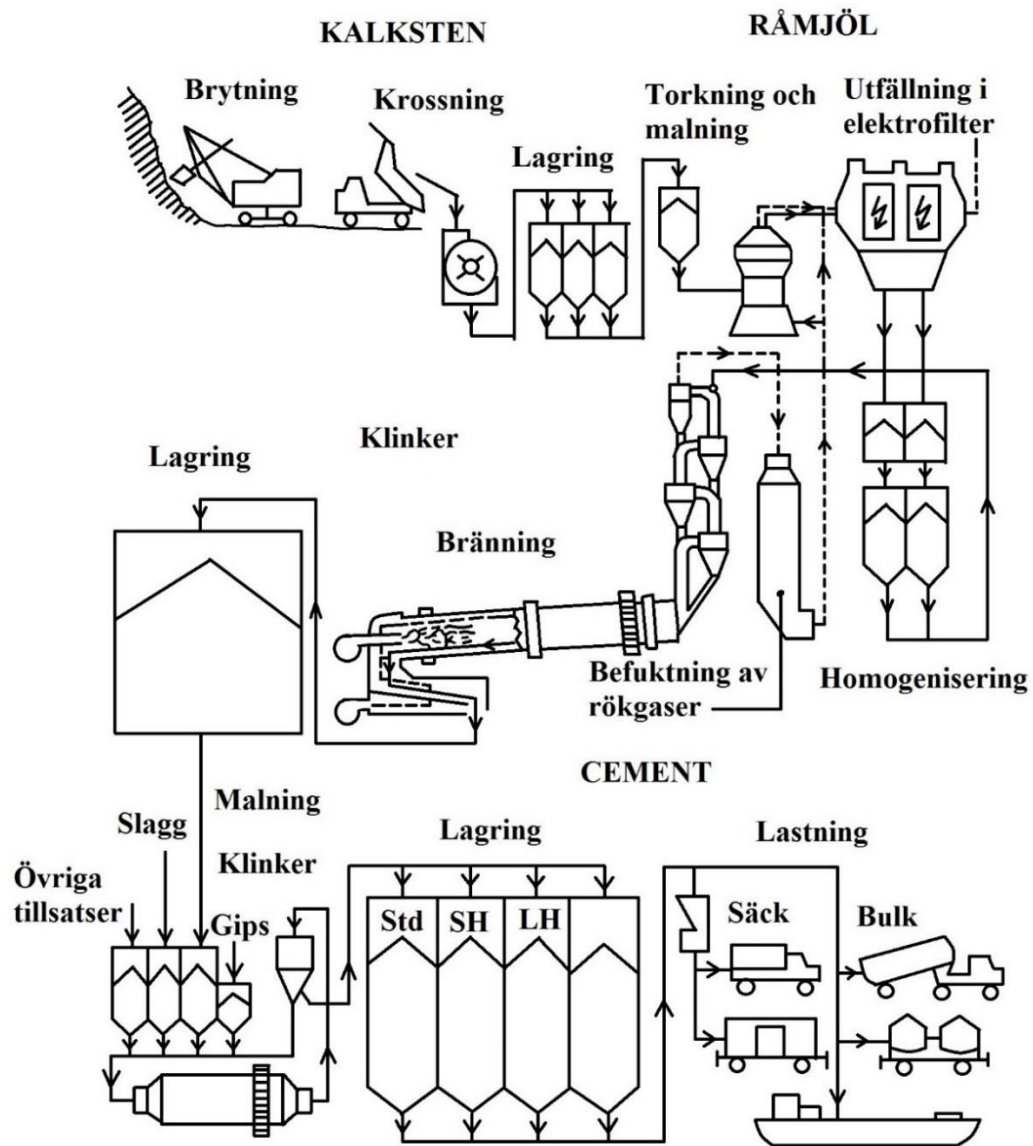 KALKSTEN
RÅMJÖL
Brytning
Krossning
Lagring
Torkning och
malning
Utfällning i
elektrofilter
Klinker
Lagring
Bränning
Befuktning av
rökgaser
Homogenisering
CEMENT
Malning
Slagg
Klinker
Övriga
tillsatser
Gips
Lagring
Std
SH
LH
Lastning
Säck
Bulk